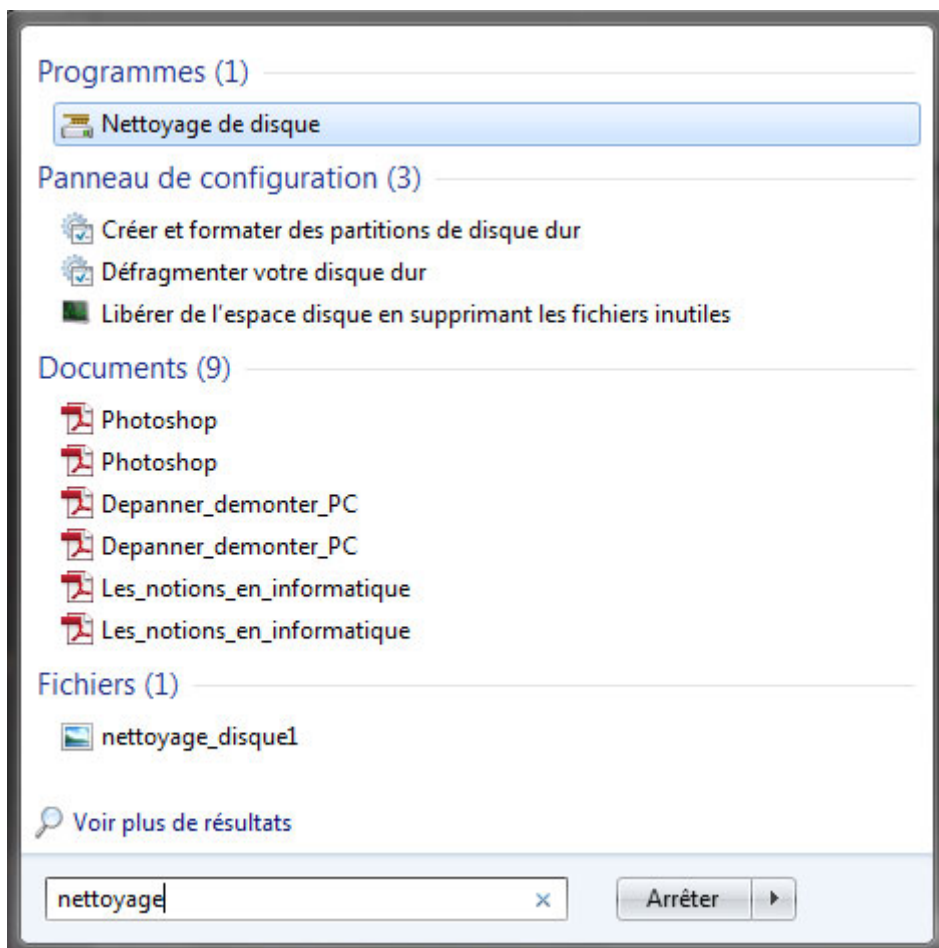 Programmes (1)
Nettoyage de disque
Panneau de configuration (3)
Créer et formater des partitions de disque dur
Défragmenter votre disque dur
Libérer de l'espace disque en supprimant les fichiers inutiles
Documents (9)
Photoshop
Photoshop
Depanner_demonter_PC
Depanner_demonter_PC
Les_notions_en_informatique
Les_notions_en_informatique
Fichiers (1)
nettoyage_disque1
Voir plus de résultats
nettoyage
Arrêter